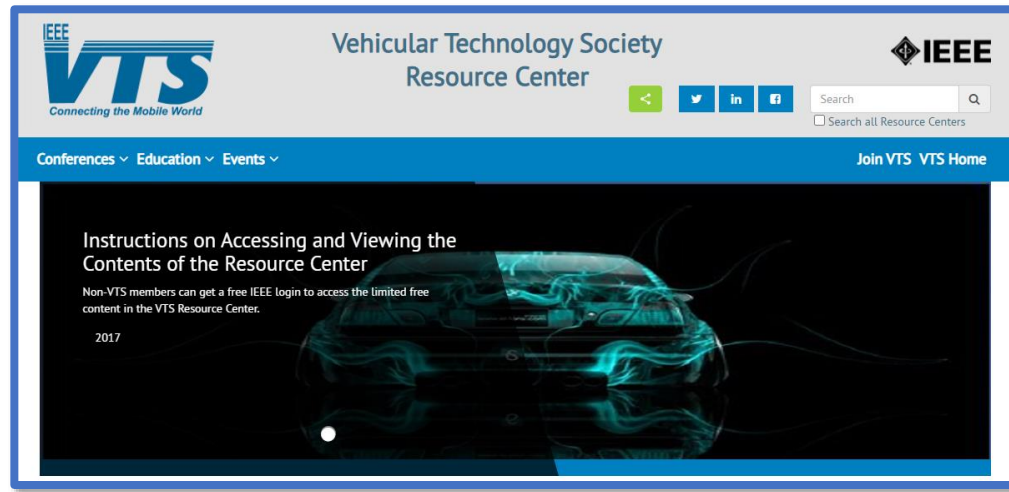 IEEE
VTS
Connecting the Mobile World
Vehicular Technology Society
Resource Center
IEEE
Search
Search all Resource Centers
Conferences Education Events
Join VTS VTS Home
Instructions on Accessing and Viewing the
Contents of the Resource Center
Non-VTS members can get a free IEEE login to access the limited free
content in the VTS Resource Center.
2017